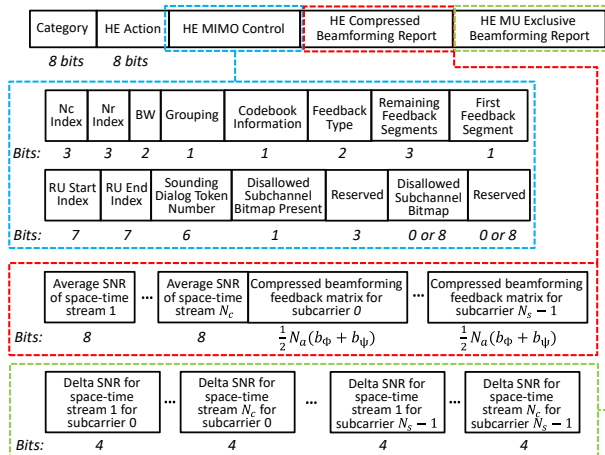 Category
HE Action
HE MIMO Control
HE Compressed
Beamforming Report
HE MU Exclusive
Beamforming Report
8 bits
8 bits
Nc
Index
Nr
Index
BW
Grouping
Codebook
Information
Feedback
Type
Remaining
Feedback
Segments
First
Feedback
Segment
Bits: 3 3 2 1 1 2 3 1
RU Start
Index
RU End
Index
Sounding
Dialog Token
Number
Disallowed
Subchannel
Bitmap Present
Reserved
Disallowed
Subchannel
Bitmap
Reserved
Bits: 7 7 6 1 3 0 or 8 0 or 8
Average SNR
of space-time
stream 1
...
Average SNR
of space-time
stream N_c
Compressed beamforming
feedback matrix for
subcarrier 0
...
Compressed beamforming
feedback matrix for
subcarrier N_s − 1
Bits: 8 8 ½ N_a(b_Φ + b_ψ) ½ N_a(b_Φ + b_ψ)
Delta SNR for
space-time
stream 1 for
subcarrier 0
...
Delta SNR for
space-time
stream N_c for
subcarrier 0
...
Delta SNR for
space-time
stream 1 for
subcarrier N_s − 1
...
Delta SNR for
space-time
stream N_c for
subcarrier N_s − 1
Bits: 4 4 4 4